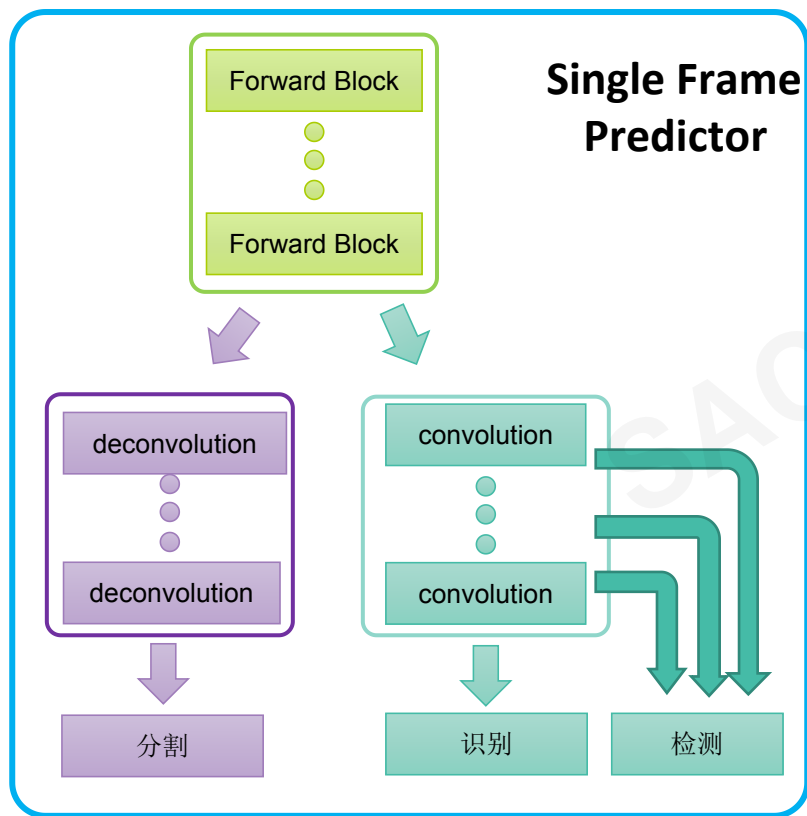 Single Frame
Predictor
Forward Block
Forward Block
deconvolution
convolution
deconvolution
convolution
分割
识别
检测